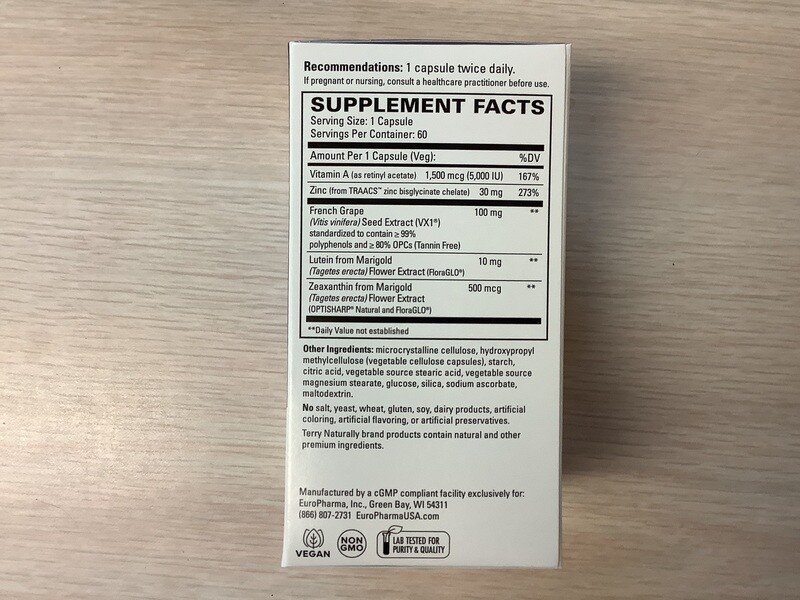 Recommendations: 1 capsule twice daily.
If pregnant or nursing, consult a healthcare practitioner before use.
SUPPLEMENT FACTS
Serving Size: 1 Capsule
Servings Per Container: 60
Amount Per 1 Capsule (Veg): %DV
Vitamin A (as retinyl acetate) 1,500 mcg (5,000 IU) 167%
Zinc (from TRAACS™ zinc bisglycinate chelate) 30 mg 273%
French Grape 100 mg **
(Vitis vinifera) Seed Extract (VX1®)
standardized to contain ≥ 99%
polyphenols and ≥ 80% OPCs (Tannin Free)
Lutein from Marigold 10 mg **
(Tagetes erecta) Flower Extract (FloraGLO®)
Zeaxanthin from Marigold 500 mcg **
(Tagetes erecta) Flower Extract
(OPTISHARP® Natural and FloraGLO®)
**Daily Value not established
Other Ingredients: microcrystalline cellulose, hydroxypropyl
methylcellulose (vegetable cellulose capsules), starch,
citric acid, vegetable source stearic acid, vegetable source
magnesium stearate, glucose, silica, sodium ascorbate,
maltodextrin.
No salt, yeast, wheat, gluten, soy, dairy products, artificial
coloring, artificial flavoring, or artificial preservatives.
Terry Naturally brand products contain natural and other
premium ingredients.
Manufactured by a cGMP compliant facility exclusively for:
EuroPharma, Inc., Green Bay, WI 54311
(866) 807-2731 EuroPharmaUSA.com
VEGAN
NON
GMO
LAB TESTED FOR
PURITY & QUALITY